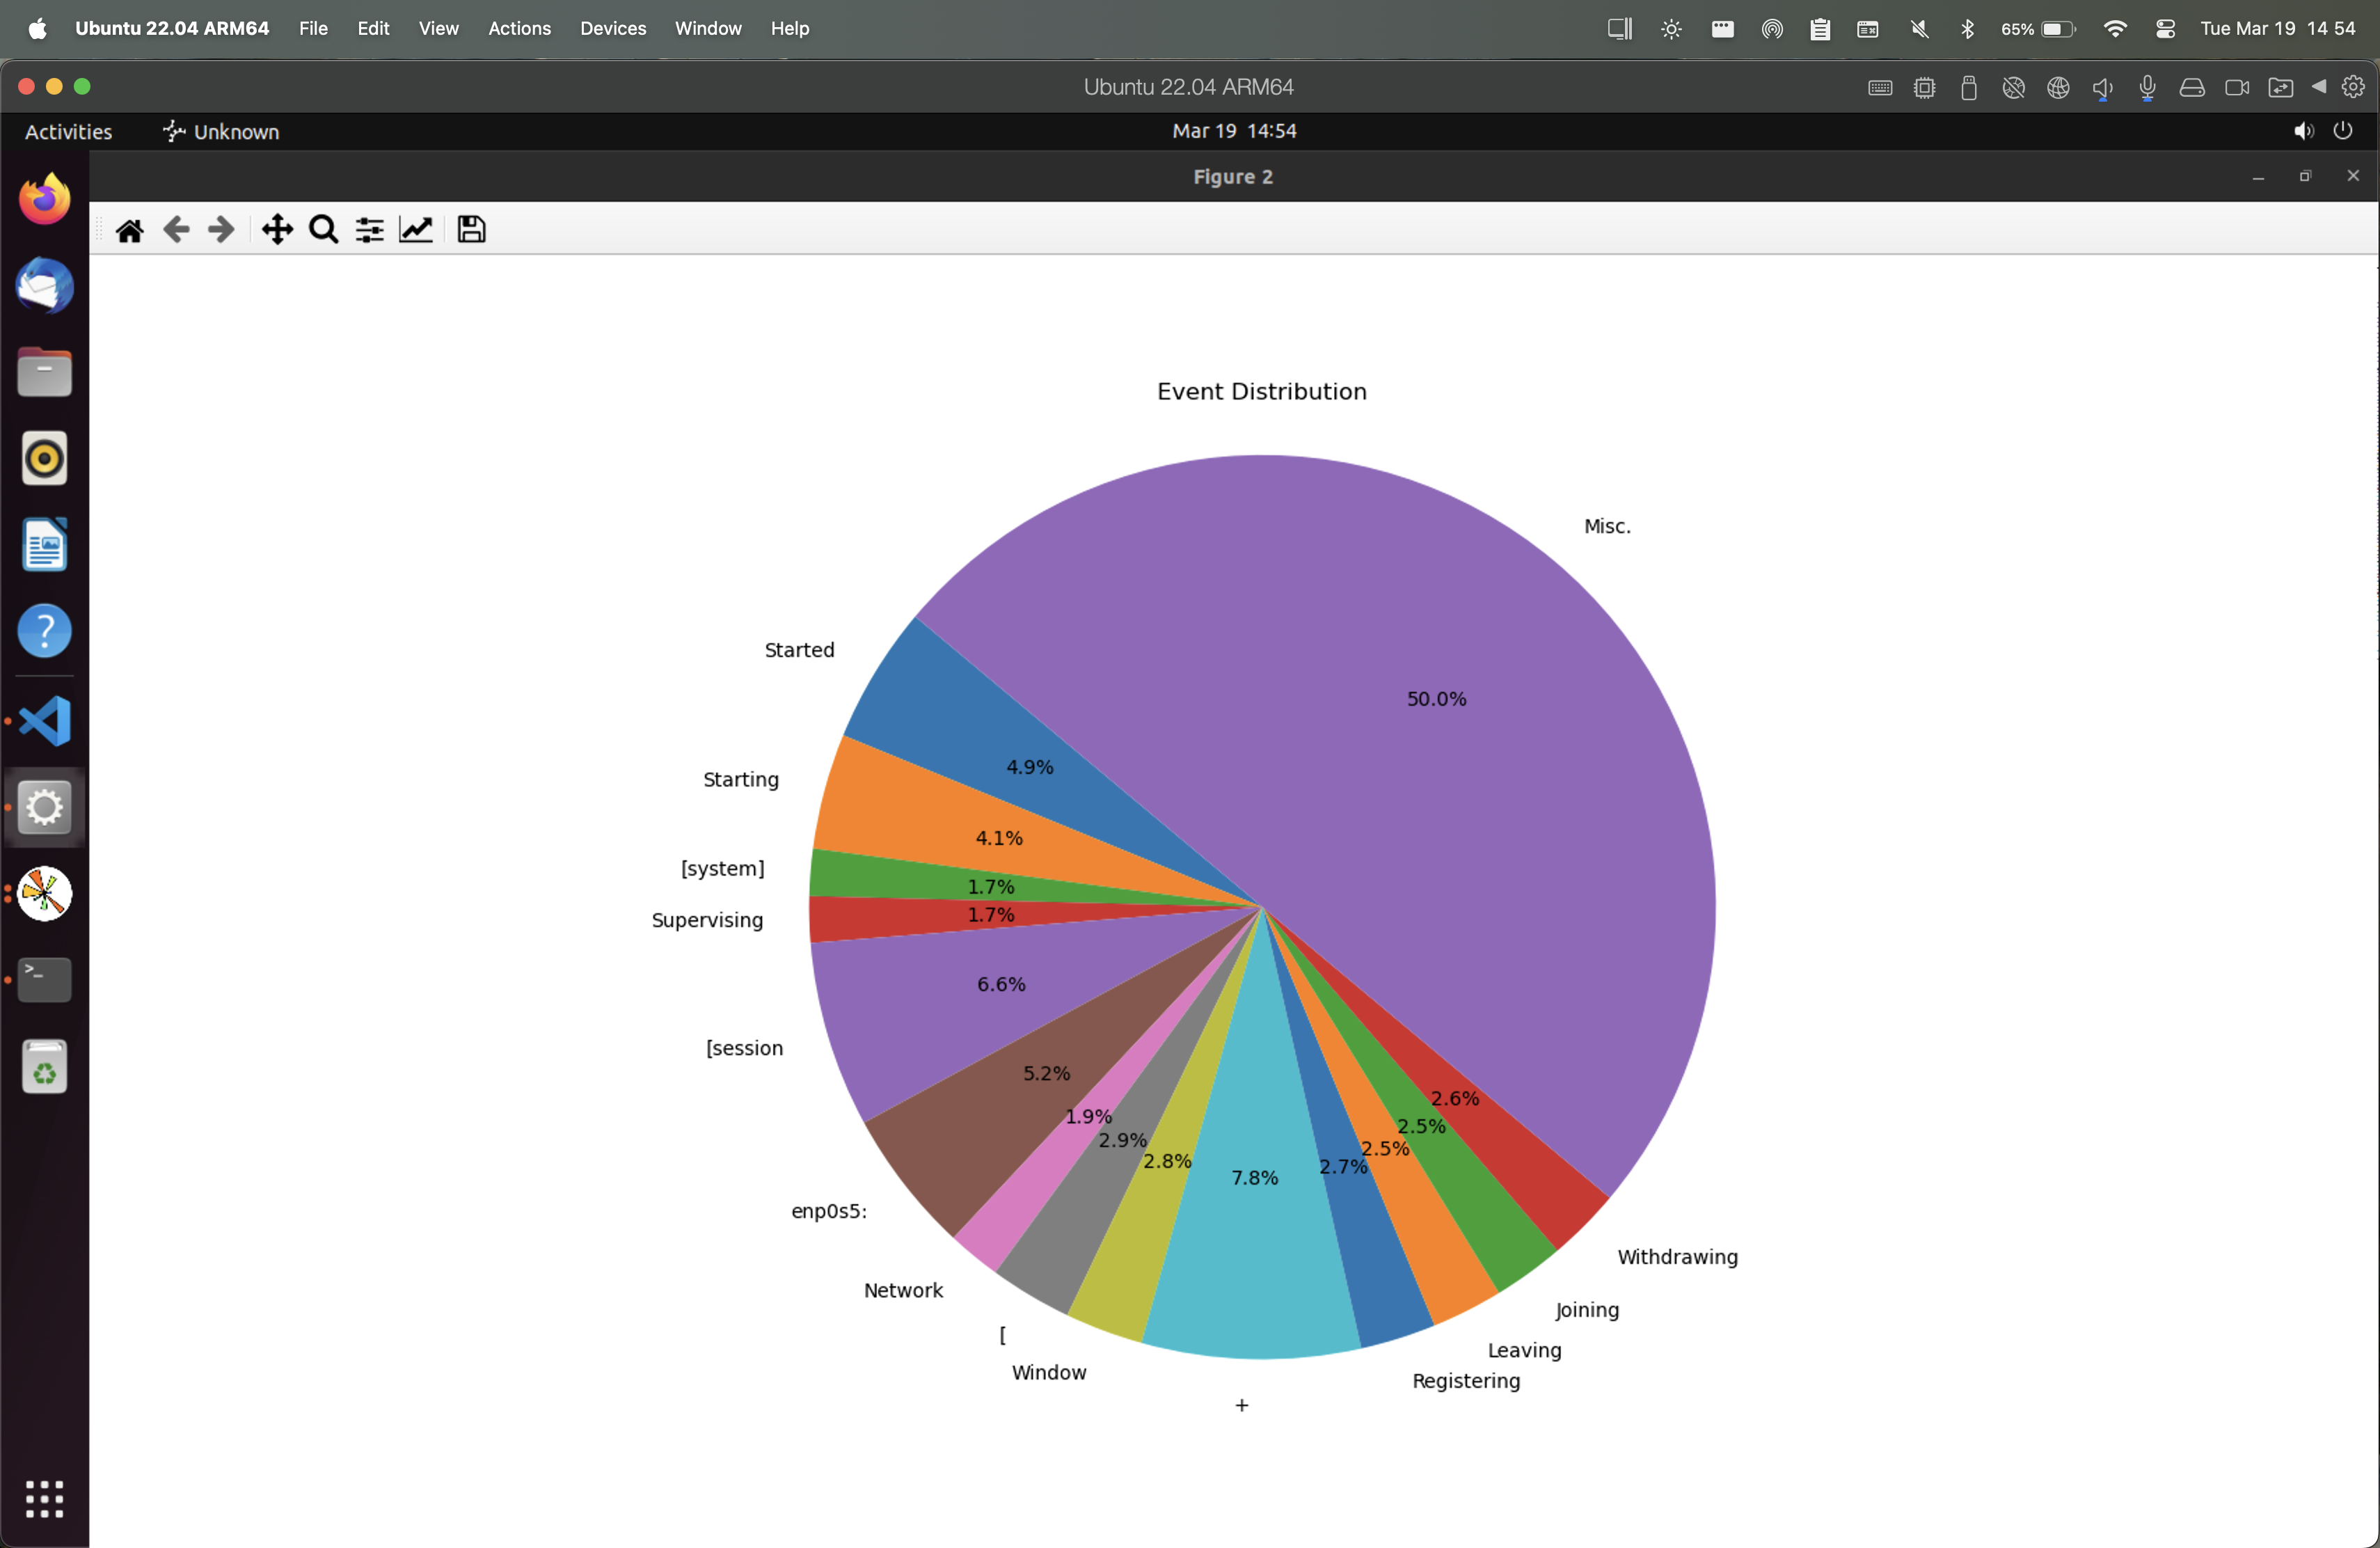 Ubuntu 22.04 ARM64 File Edit View Actions Devices Window Help 65% Tue Mar 19 14 54
Ubuntu 22.04 ARM64
Activities Unknown Mar 19 14:54
Figure 2
Event Distribution
Misc.
Started
50.0%
4.9%
Starting
4.1%
[system]
1.7%
Supervising
1.7%
6.6%
[session
5.2%
2.6%
1.9%
2.5%
2.9%
2.5%
2.8%
2.7%
7.8%
enp0s5:
Withdrawing
Network
Joining
[
Leaving
Window
Registering
+